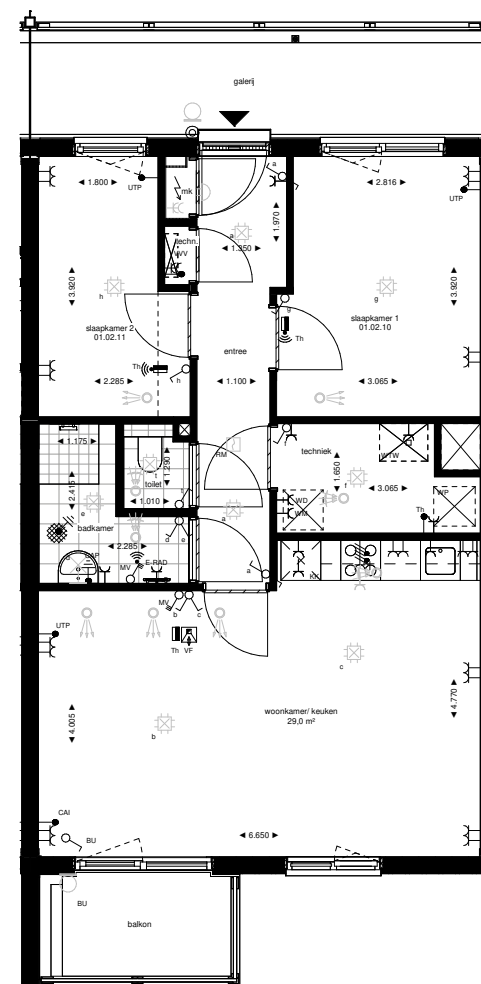 galerij
1.800
UTP
mk
a
2.816
UTP
1.970
techn.
WV
a
1.350
3.920
h
slaapkamer 2
01.02.11
g
g
slaapkamer 1
01.02.10
3.920
Th
entree
Th
h
2.285
1.100
3.065
1.175
RM
1.290
techniek
WTW
2.415
toilet
1.650
1.010
f
3.065
WP
WD
WM
Th
e
badkamer
a
2.285
AP
MV
E-RAD
a
KK
MV
b
c
UTP
Th
VF
c
4.005
woonkamer/ keuken
29,0 m²
4.770
b
CAI
BU
6.650
BU
balkon